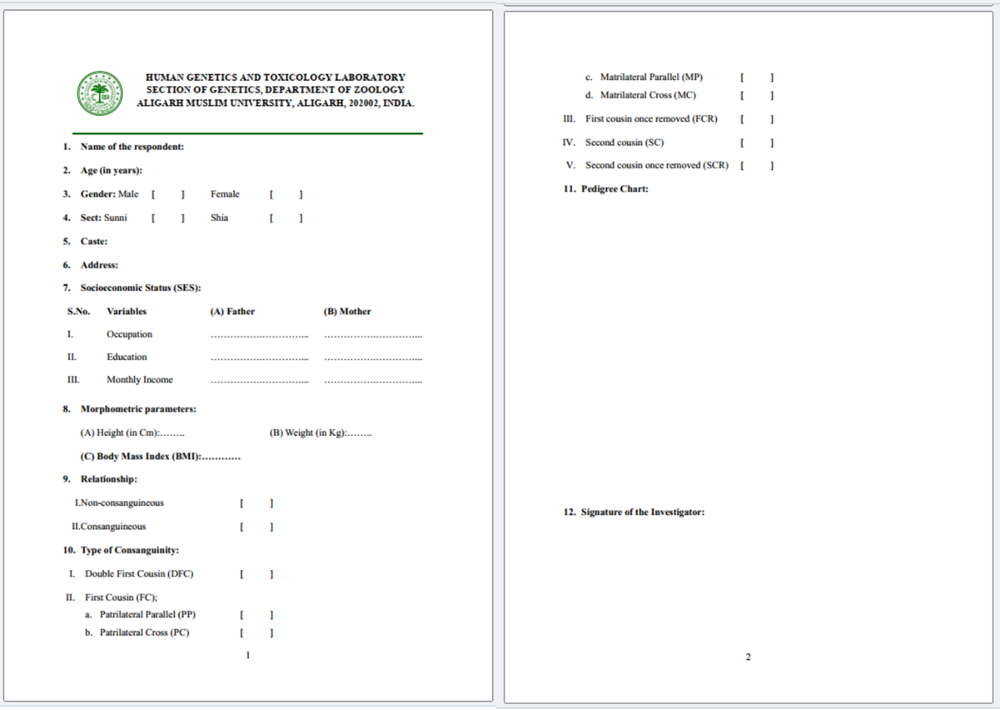 HUMAN GENETICS AND TOXICOLOGY LABORATORY
SECTION OF GENETICS, DEPARTMENT OF ZOOLOGY
ALIGARH MUSLIM UNIVERSITY, ALIGARH, 202002, INDIA.
1. Name of the respondent:
2. Age (in years):
3. Gender: Male [ ] Female [ ]
4. Sect: Sunni [ ] Shia [ ]
5. Caste:
6. Address:
7. Socioeconomic Status (SES):
S.No. Variables (A) Father (B) Mother
I. Occupation ................................ ................................
II. Education ................................ ................................
III. Monthly Income ................................ ................................
8. Morphometric parameters:
(A) Height (in Cm):........ (B) Weight (in Kg):........
(C) Body Mass Index (BMI):............
9. Relationship:
I.Non-consanguineous [ ]
II.Consanguineous [ ]
10. Type of Consanguinity:
I. Double First Cousin (DFC) [ ]
II. First Cousin (FC);
a. Patrilateral Parallel (PP) [ ]
b. Patrilateral Cross (PC) [ ]
1
c. Matrilateral Parallel (MP) [ ]
d. Matrilateral Cross (MC) [ ]
III. First cousin once removed (FCR) [ ]
IV. Second cousin (SC) [ ]
V. Second cousin once removed (SCR) [ ]
11. Pedigree Chart:
12. Signature of the Investigator:
2